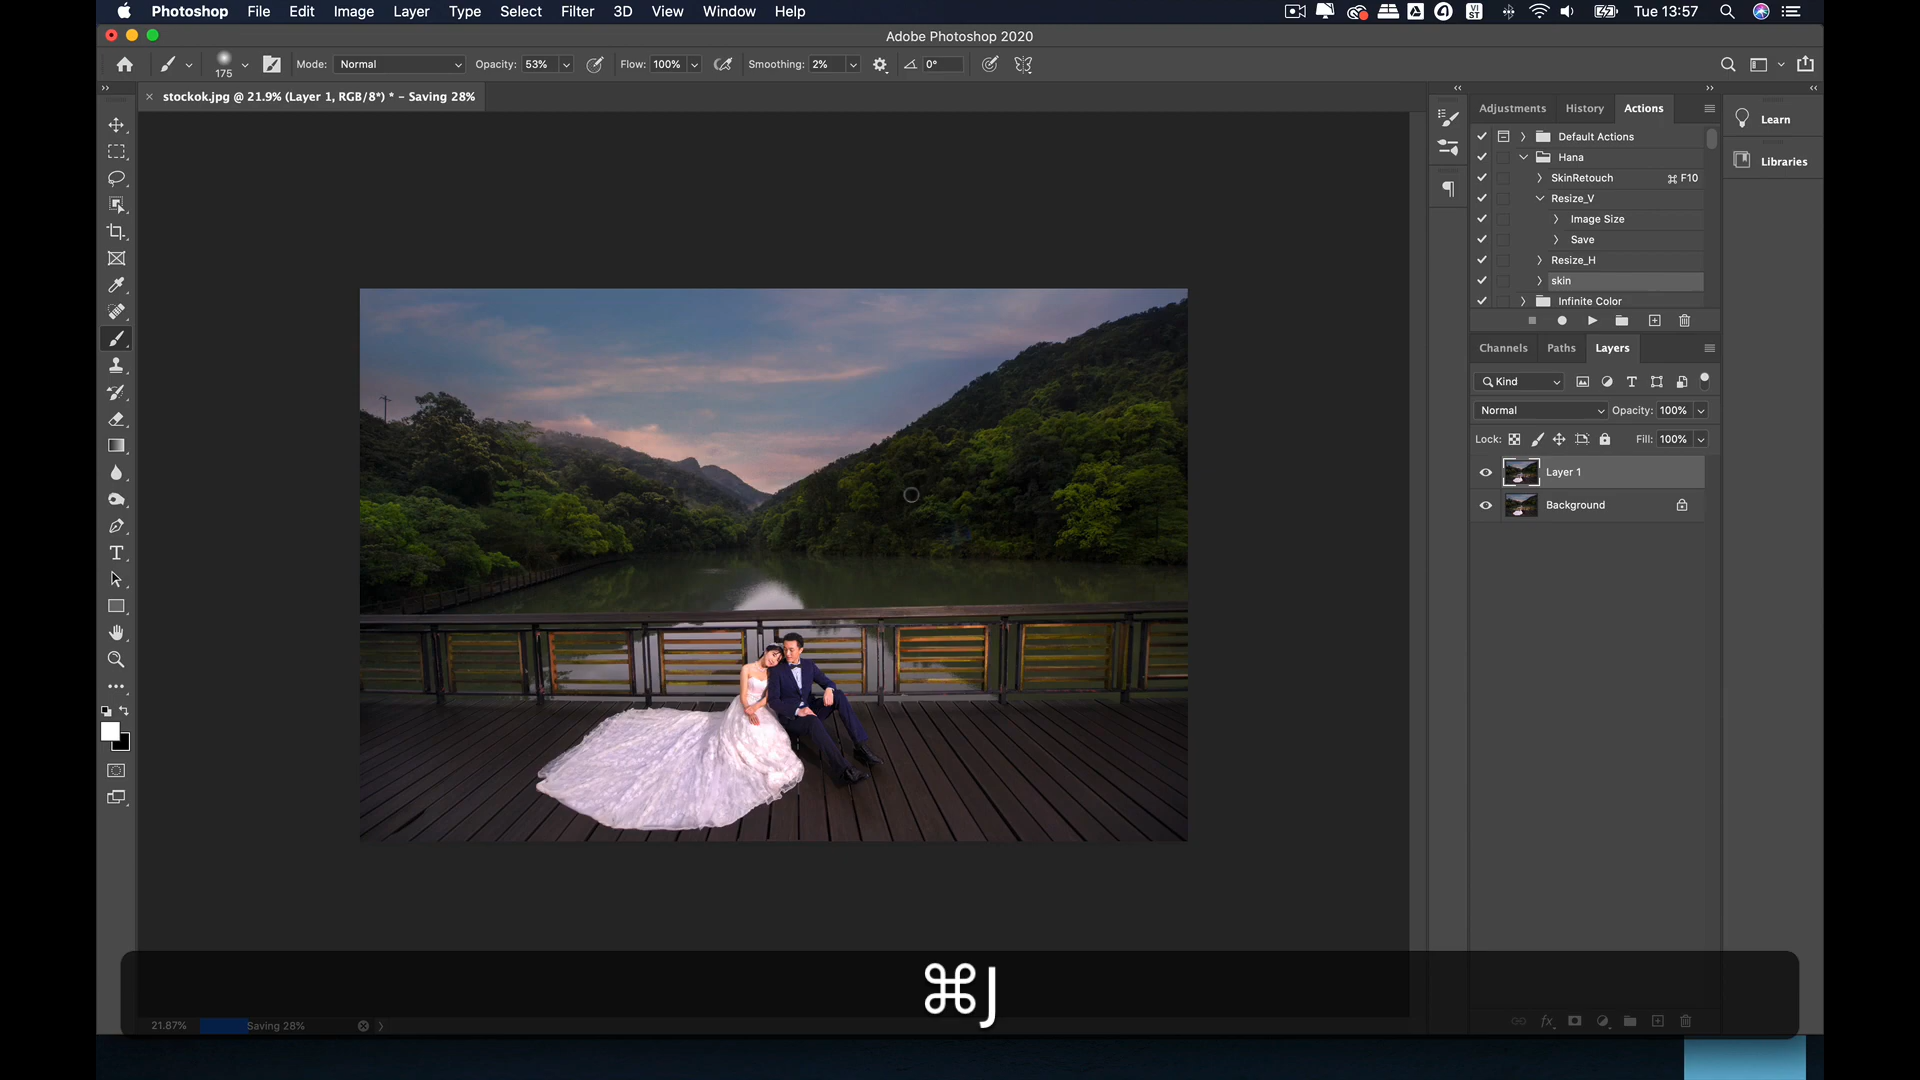 Photoshop File Edit Image Layer Type Select Filter 3D View Window Help
VI
ST
Tue 13:57
Adobe Photoshop 2020
175
Mode: Normal
Opacity: 53%
Flow: 100%
Smoothing: 2%
0°
stockok.jpg @ 21.9% (Layer 1, RGB/8*) * – Saving 28%
Adjustments History Actions
Default Actions
Hana
SkinRetouch ⌘ F10
Resize_V
Image Size
Save
Resize_H
skin
Infinite Color
Learn
Libraries
Channels Paths Layers
Kind
Normal
Opacity: 100%
Lock:
Fill: 100%
Layer 1
Background
⌘J
21.87%
Saving 28%
fx